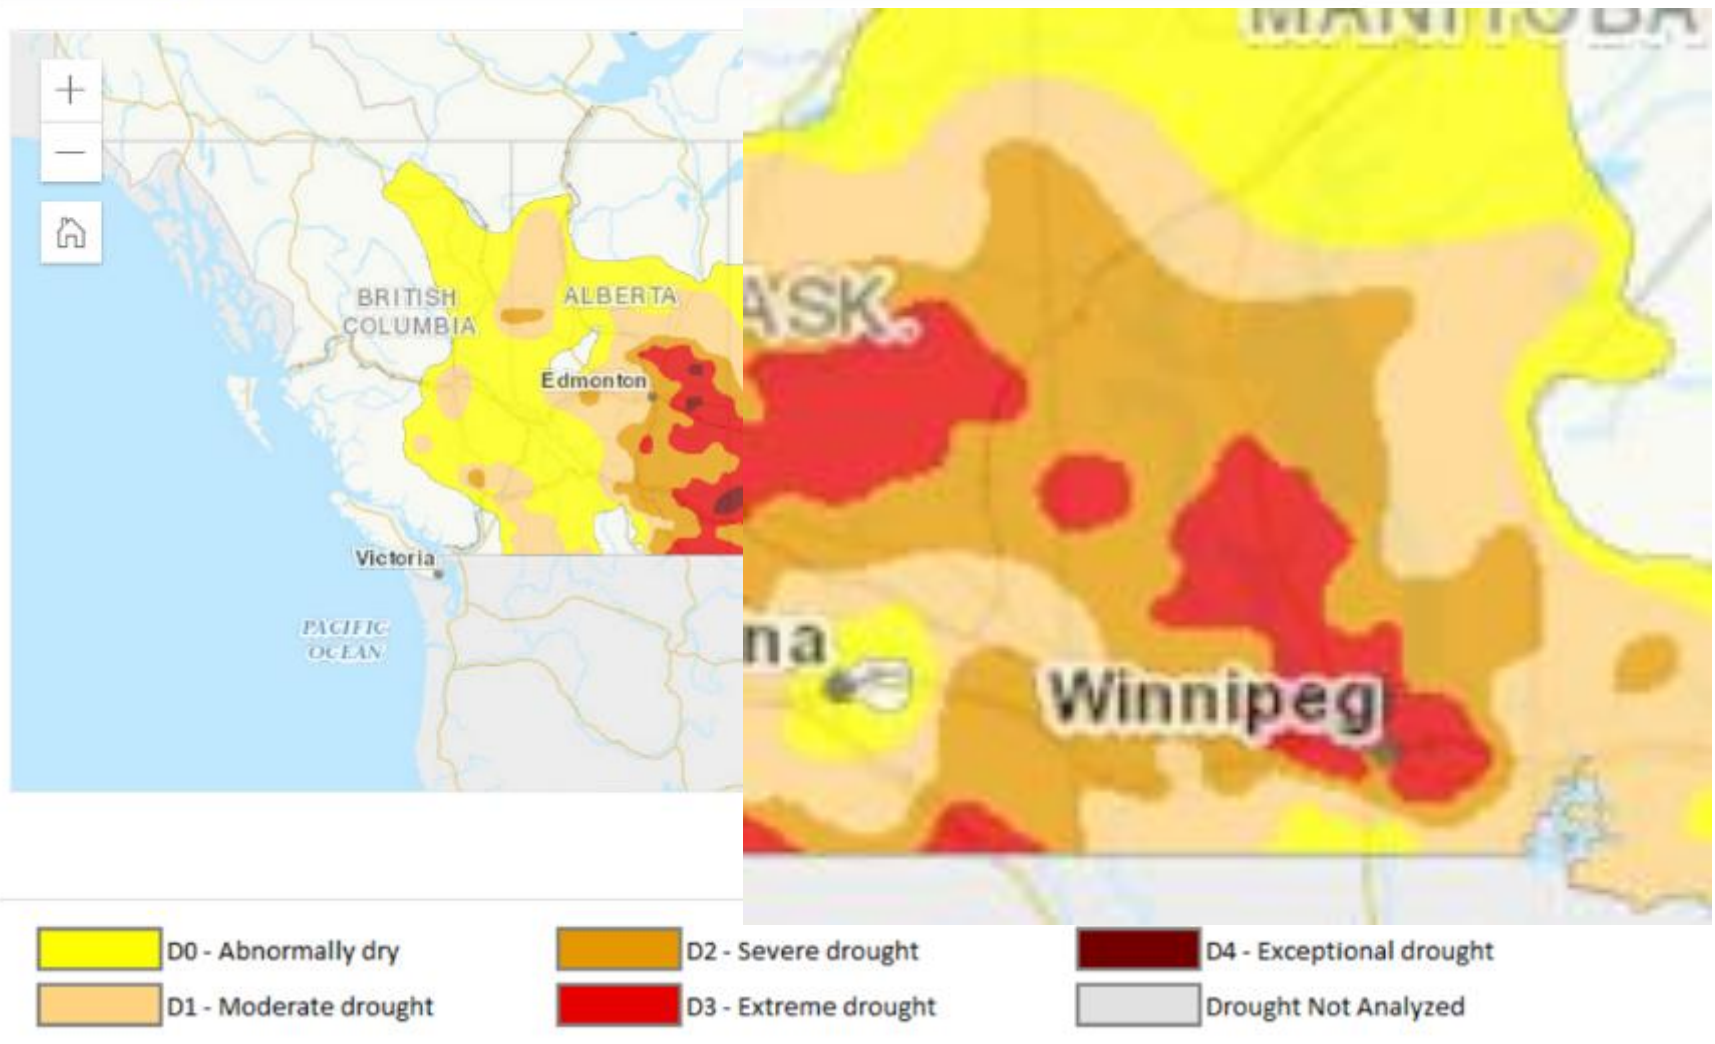 MANITOBA
+
−
BRITISH
COLUMBIA
ALBERTA
ASK.
Edmonton
Victoria
PACIFIC
OCEAN
na
Winnipeg
D0 - Abnormally dry
D2 - Severe drought
D4 - Exceptional drought
D1 - Moderate drought
D3 - Extreme drought
Drought Not Analyzed